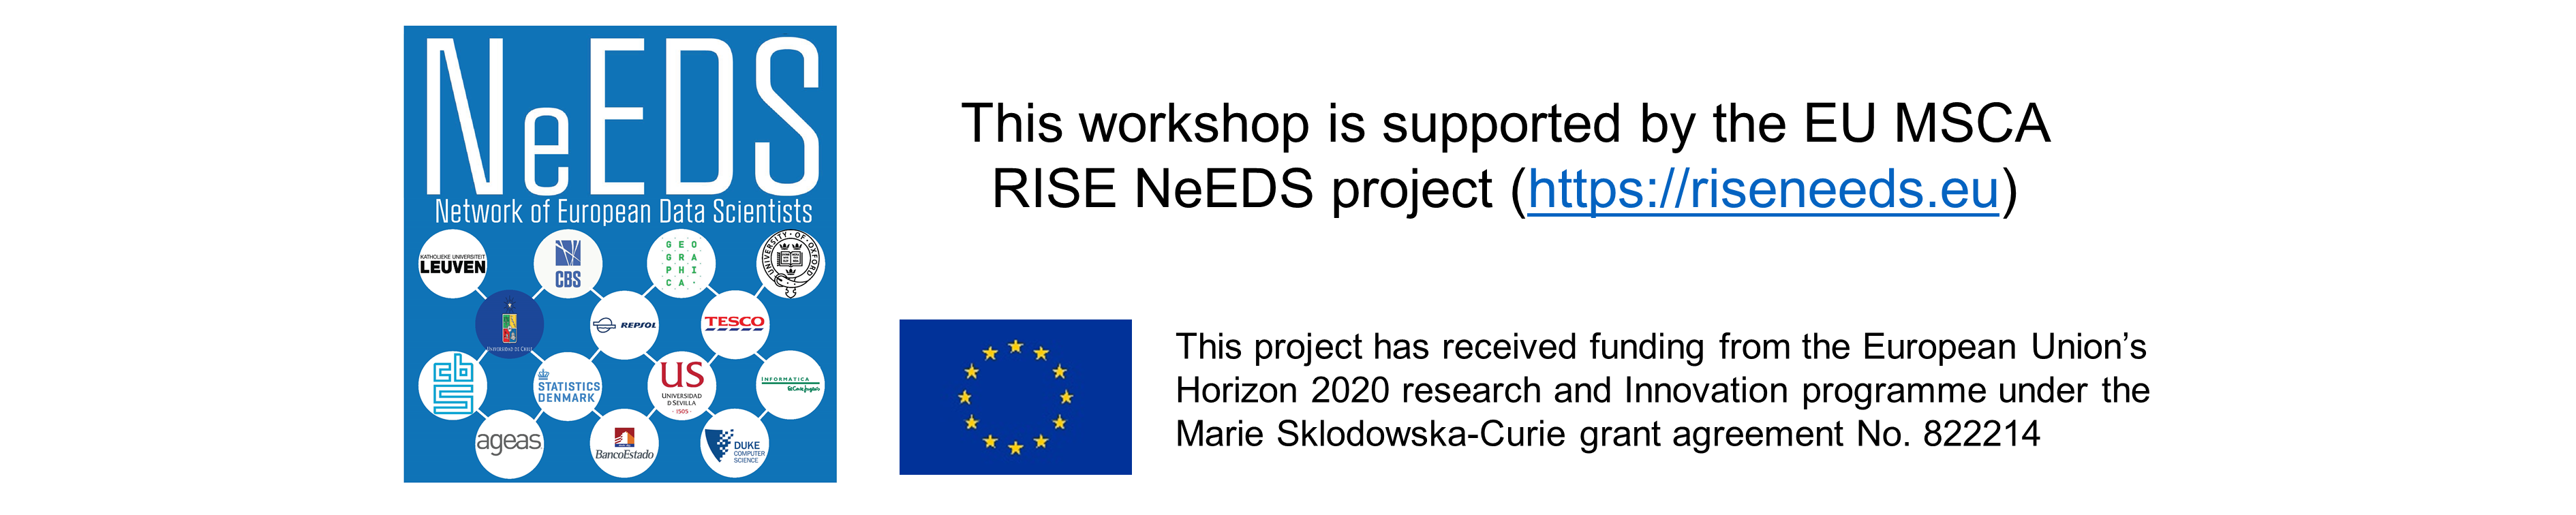 NeEDS
Network of European Data Scientists
KATHOLIEKE UNIVERSITEIT
LEUVEN
CBS
GEO
GRA
PHI
CA·
UNIVERSITY·OF·OXFORD
UNIVERSIDAD DE CHILE
REPSOL
TESCO
cbs
STATISTICS
DENMARK
US
UNIVERSIDAD
D SEVILLA
·1505·
INFORMATICA
El Corte Inglés
ageas
BancoEstado
DUKE
COMPUTER
SCIENCE
This workshop is supported by the EU MSCA
RISE NeEDS project (https://riseneeds.eu)
This project has received funding from the European Union’s
Horizon 2020 research and Innovation programme under the
Marie Sklodowska-Curie grant agreement No. 822214